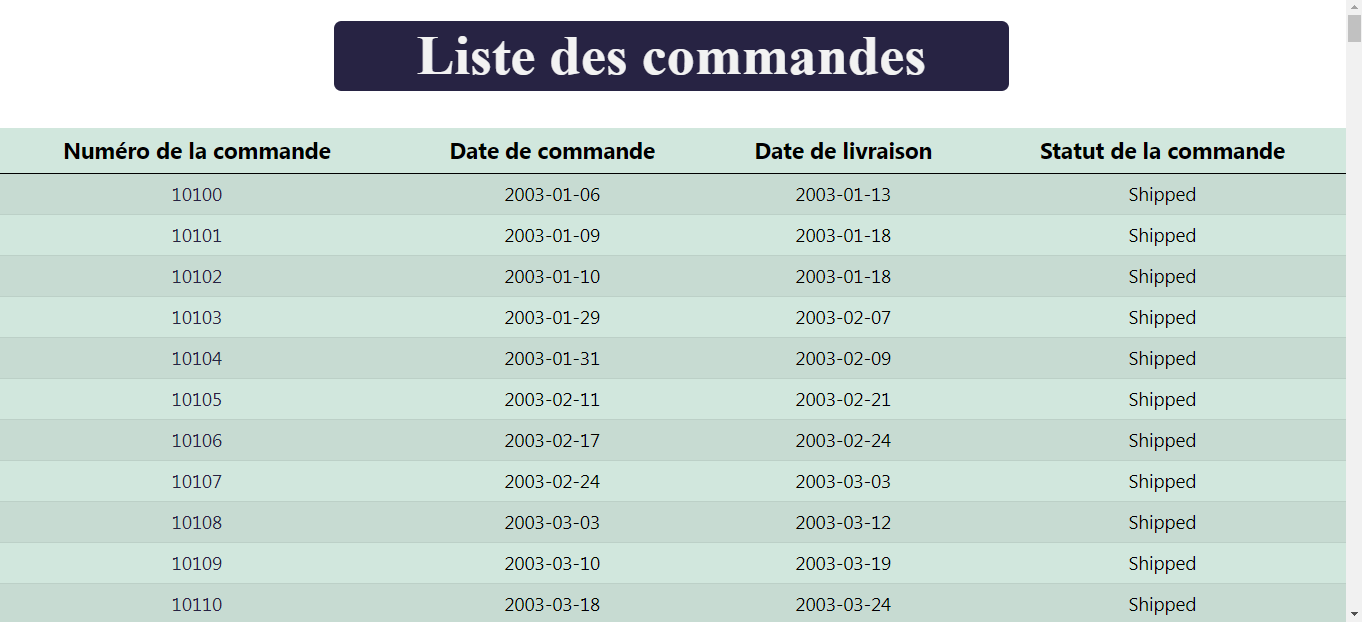 Liste des commandes
Numéro de la commande Date de commande Date de livraison Statut de la commande
10100 2003-01-06 2003-01-13 Shipped
10101 2003-01-09 2003-01-18 Shipped
10102 2003-01-10 2003-01-18 Shipped
10103 2003-01-29 2003-02-07 Shipped
10104 2003-01-31 2003-02-09 Shipped
10105 2003-02-11 2003-02-21 Shipped
10106 2003-02-17 2003-02-24 Shipped
10107 2003-02-24 2003-03-03 Shipped
10108 2003-03-03 2003-03-12 Shipped
10109 2003-03-10 2003-03-19 Shipped
10110 2003-03-18 2003-03-24 Shipped